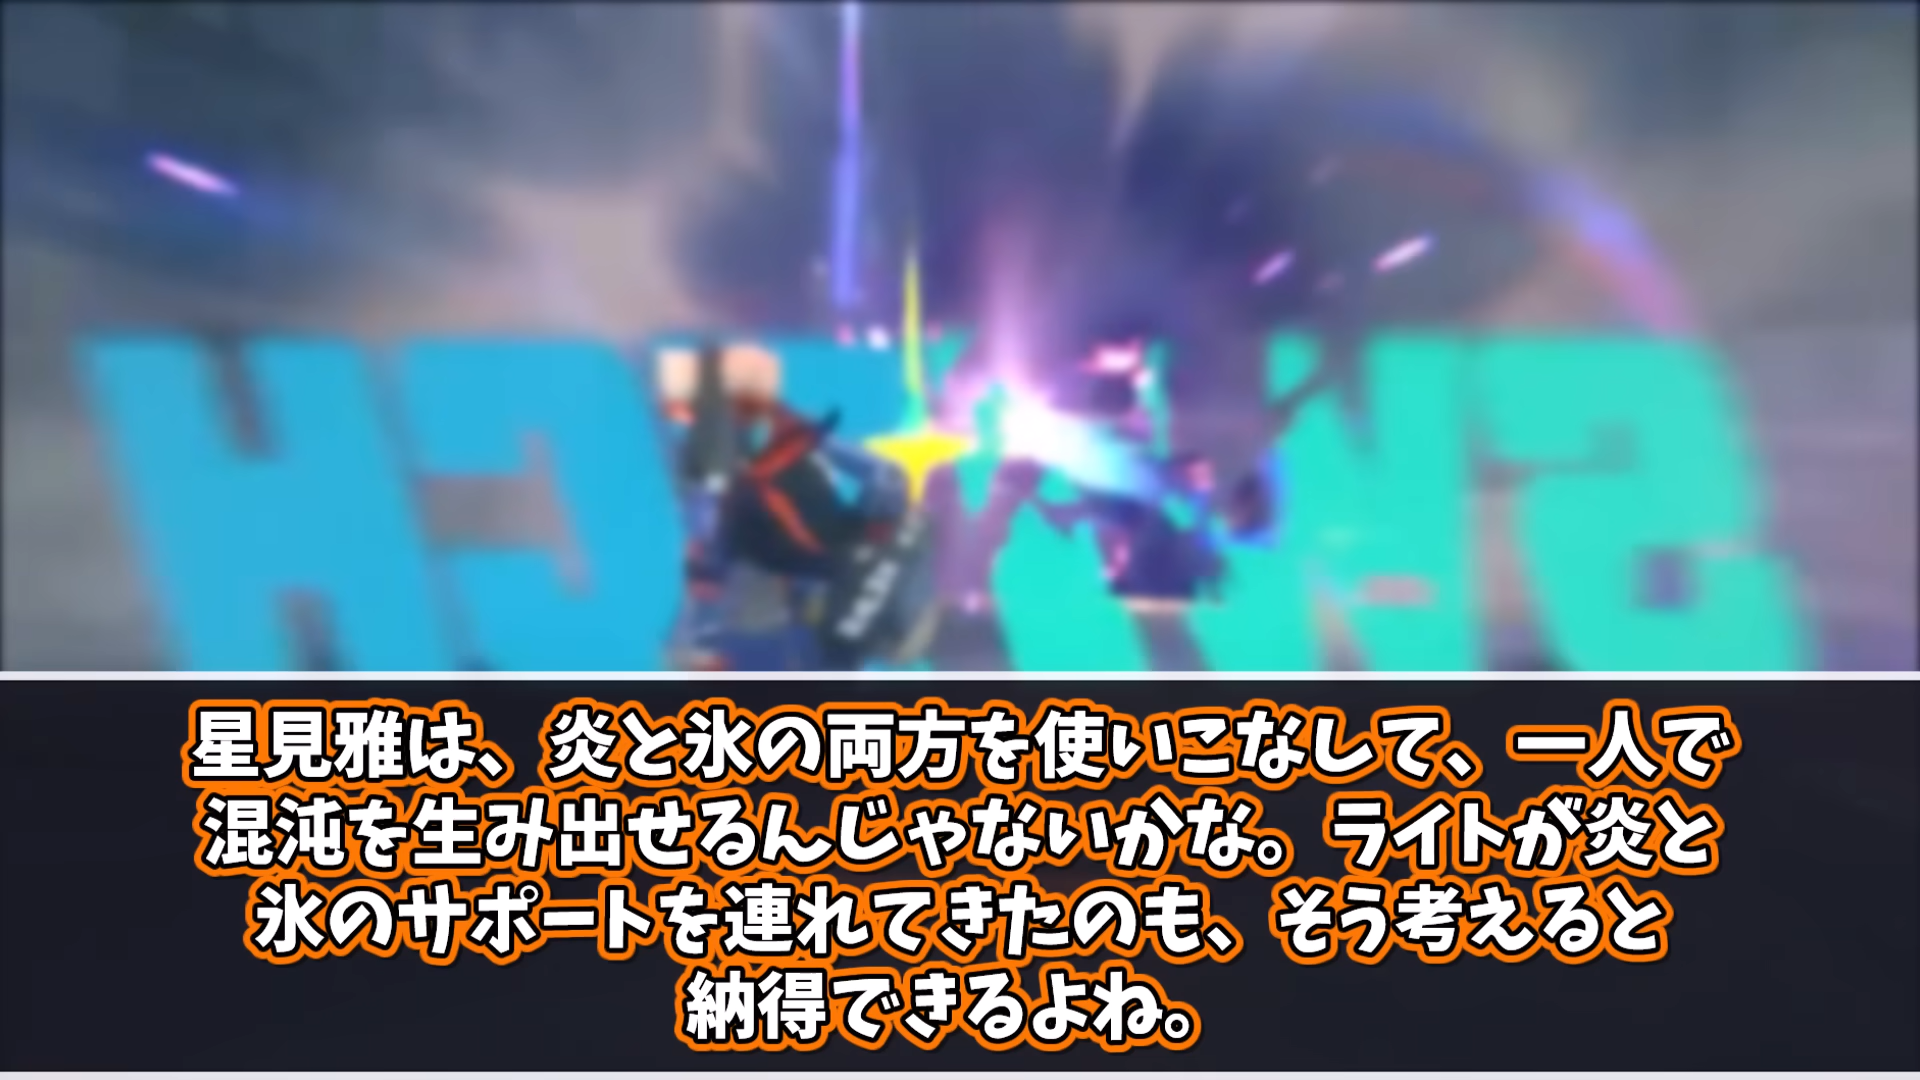 星見雅は、炎と氷の両方を使いこなして、一人で
混沌を生み出せるんじゃないかな。ライトが炎と
氷のサポートを連れてきたのも、そう考えると
納得できるよね。